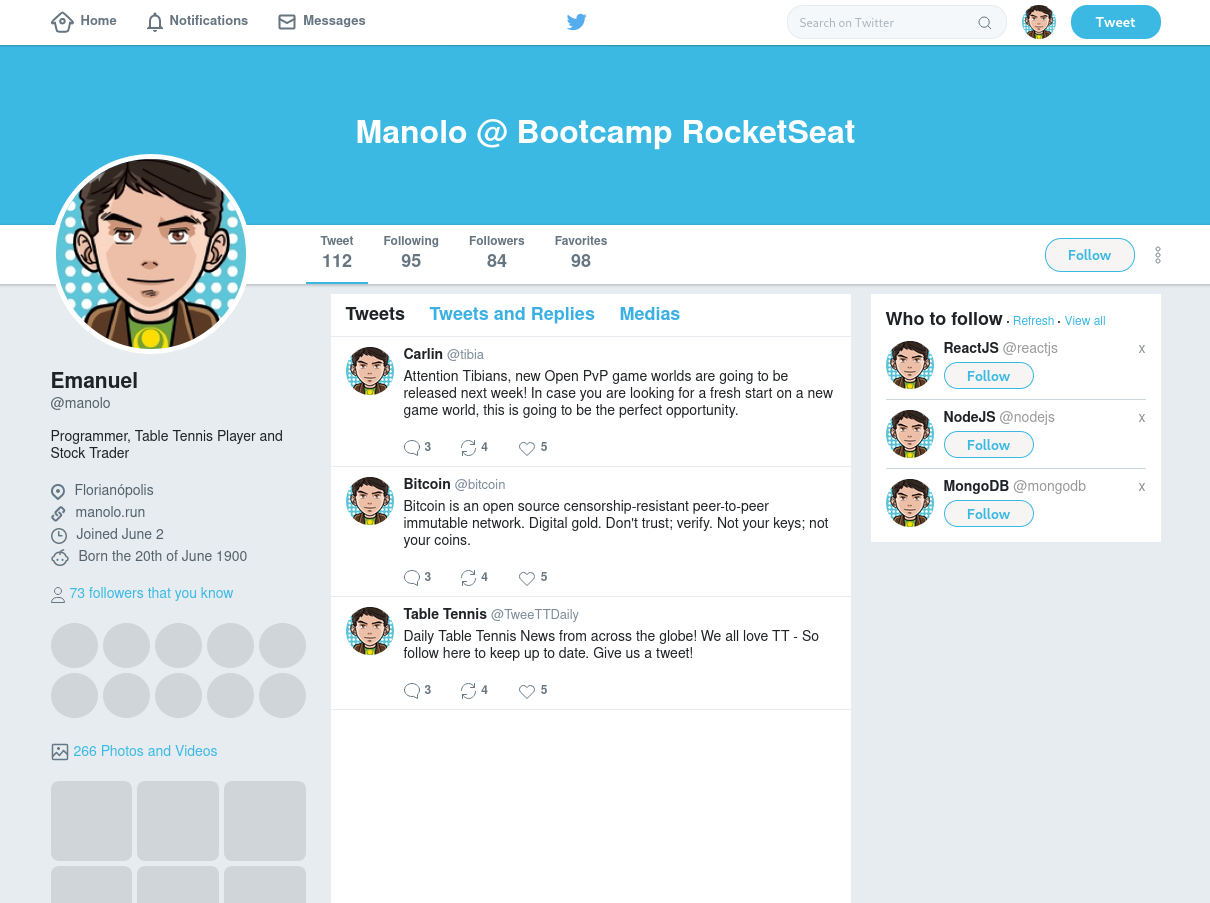 Home Notifications Messages Search on Twitter Tweet
Manolo @ Bootcamp RocketSeat
Tweet Following Followers Favorites
112 95 84 98
Follow
Emanuel
@manolo
Programmer, Table Tennis Player and
Stock Trader
Florianópolis
manolo.run
Joined June 2
Born the 20th of June 1900
73 followers that you know
266 Photos and Videos
Tweets Tweets and Replies Medias
Carlin @tibia
Attention Tibians, new Open PvP game worlds are going to be
released next week! In case you are looking for a fresh start on a new
game world, this is going to be the perfect opportunity.
3 4 5
Bitcoin @bitcoin
Bitcoin is an open source censorship-resistant peer-to-peer
immutable network. Digital gold. Don't trust; verify. Not your keys; not
your coins.
3 4 5
Table Tennis @TweeTTDaily
Daily Table Tennis News from across the globe! We all love TT - So
follow here to keep up to date. Give us a tweet!
3 4 5
Who to follow · Refresh · View all
ReactJS @reactjs x
Follow
NodeJS @nodejs x
Follow
MongoDB @mongodb x
Follow